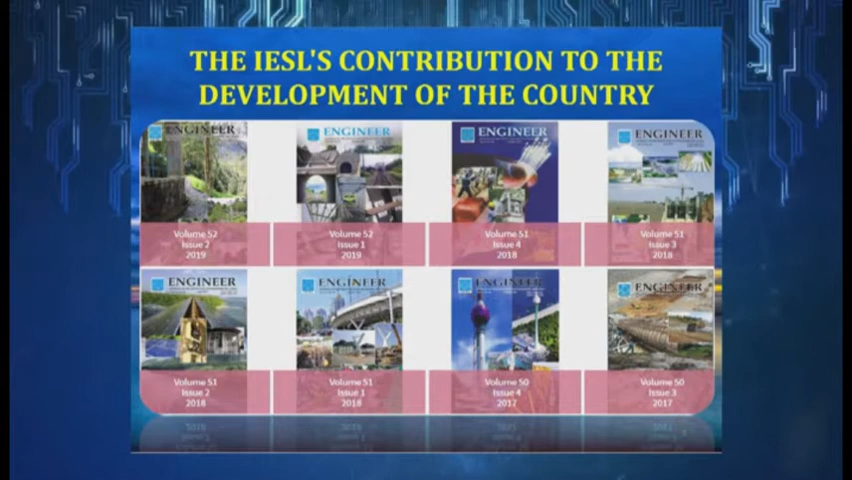 THE IESL'S CONTRIBUTION TO THE
DEVELOPMENT OF THE COUNTRY
ENGINEER
ENGINEER
ENGINEER
ENGINEER
Volume 52
Issue 2
2019
Volume 52
Issue 1
2019
Volume 51
Issue 4
2018
Volume 51
Issue 3
2018
ENGINEER
ENGINEER
ENGINEER
ENGINEER
Volume 51
Issue 2
2018
Volume 51
Issue 1
2018
Volume 50
Issue 4
2017
Volume 50
Issue 3
2017